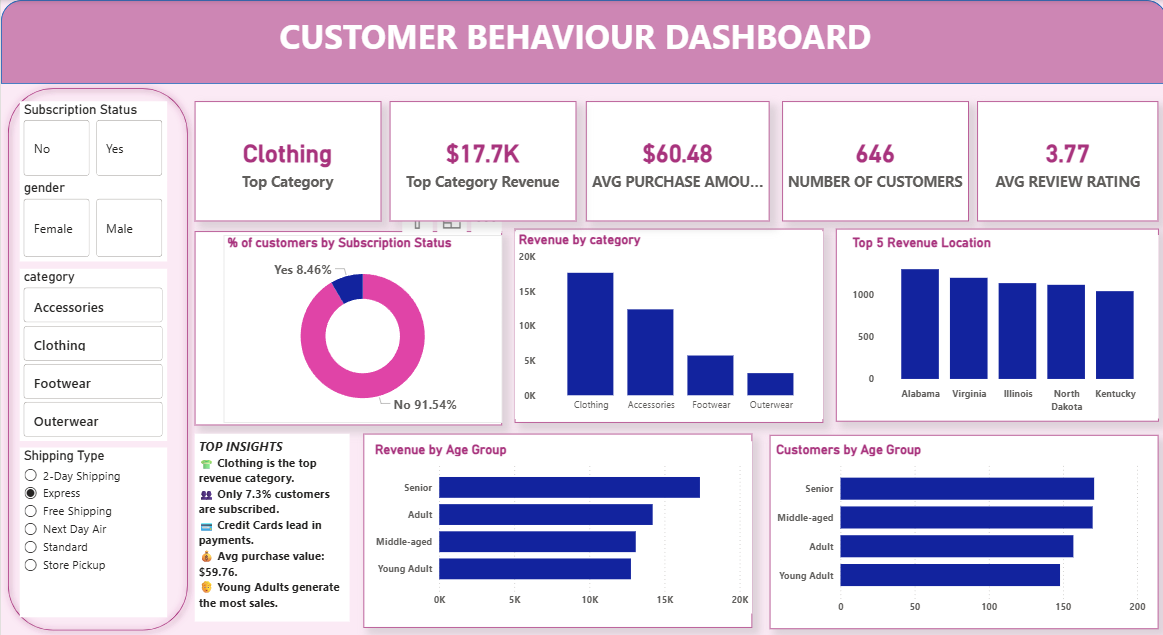 CUSTOMER BEHAVIOUR DASHBOARD
Subscription Status
No
Yes
gender
Female
Male
category
Accessories
Clothing
Footwear
Outerwear
Shipping Type
2-Day Shipping
Express
Free Shipping
Next Day Air
Standard
Store Pickup
Clothing
Top Category
$17.7K
Top Category Revenue
$60.48
AVG PURCHASE AMOU...
646
NUMBER OF CUSTOMERS
3.77
AVG REVIEW RATING
% of customers by Subscription Status
Yes 8.46%
No 91.54%
Revenue by category
20K
15K
10K
5K
0K
Clothing
Accessories
Footwear
Outerwear
Top 5 Revenue Location
1000
500
0
Alabama
Virginia
Illinois
North
Dakota
Kentucky
TOP INSIGHTS
👕 Clothing is the top
revenue category.
👥 Only 7.3% customers
are subscribed.
💳 Credit Cards lead in
payments.
💰 Avg purchase value:
$59.76.
🧑 Young Adults generate
the most sales.
Revenue by Age Group
Senior
Adult
Middle-aged
Young Adult
0K
5K
10K
15K
20K
Customers by Age Group
Senior
Middle-aged
Adult
Young Adult
0
50
100
150
200